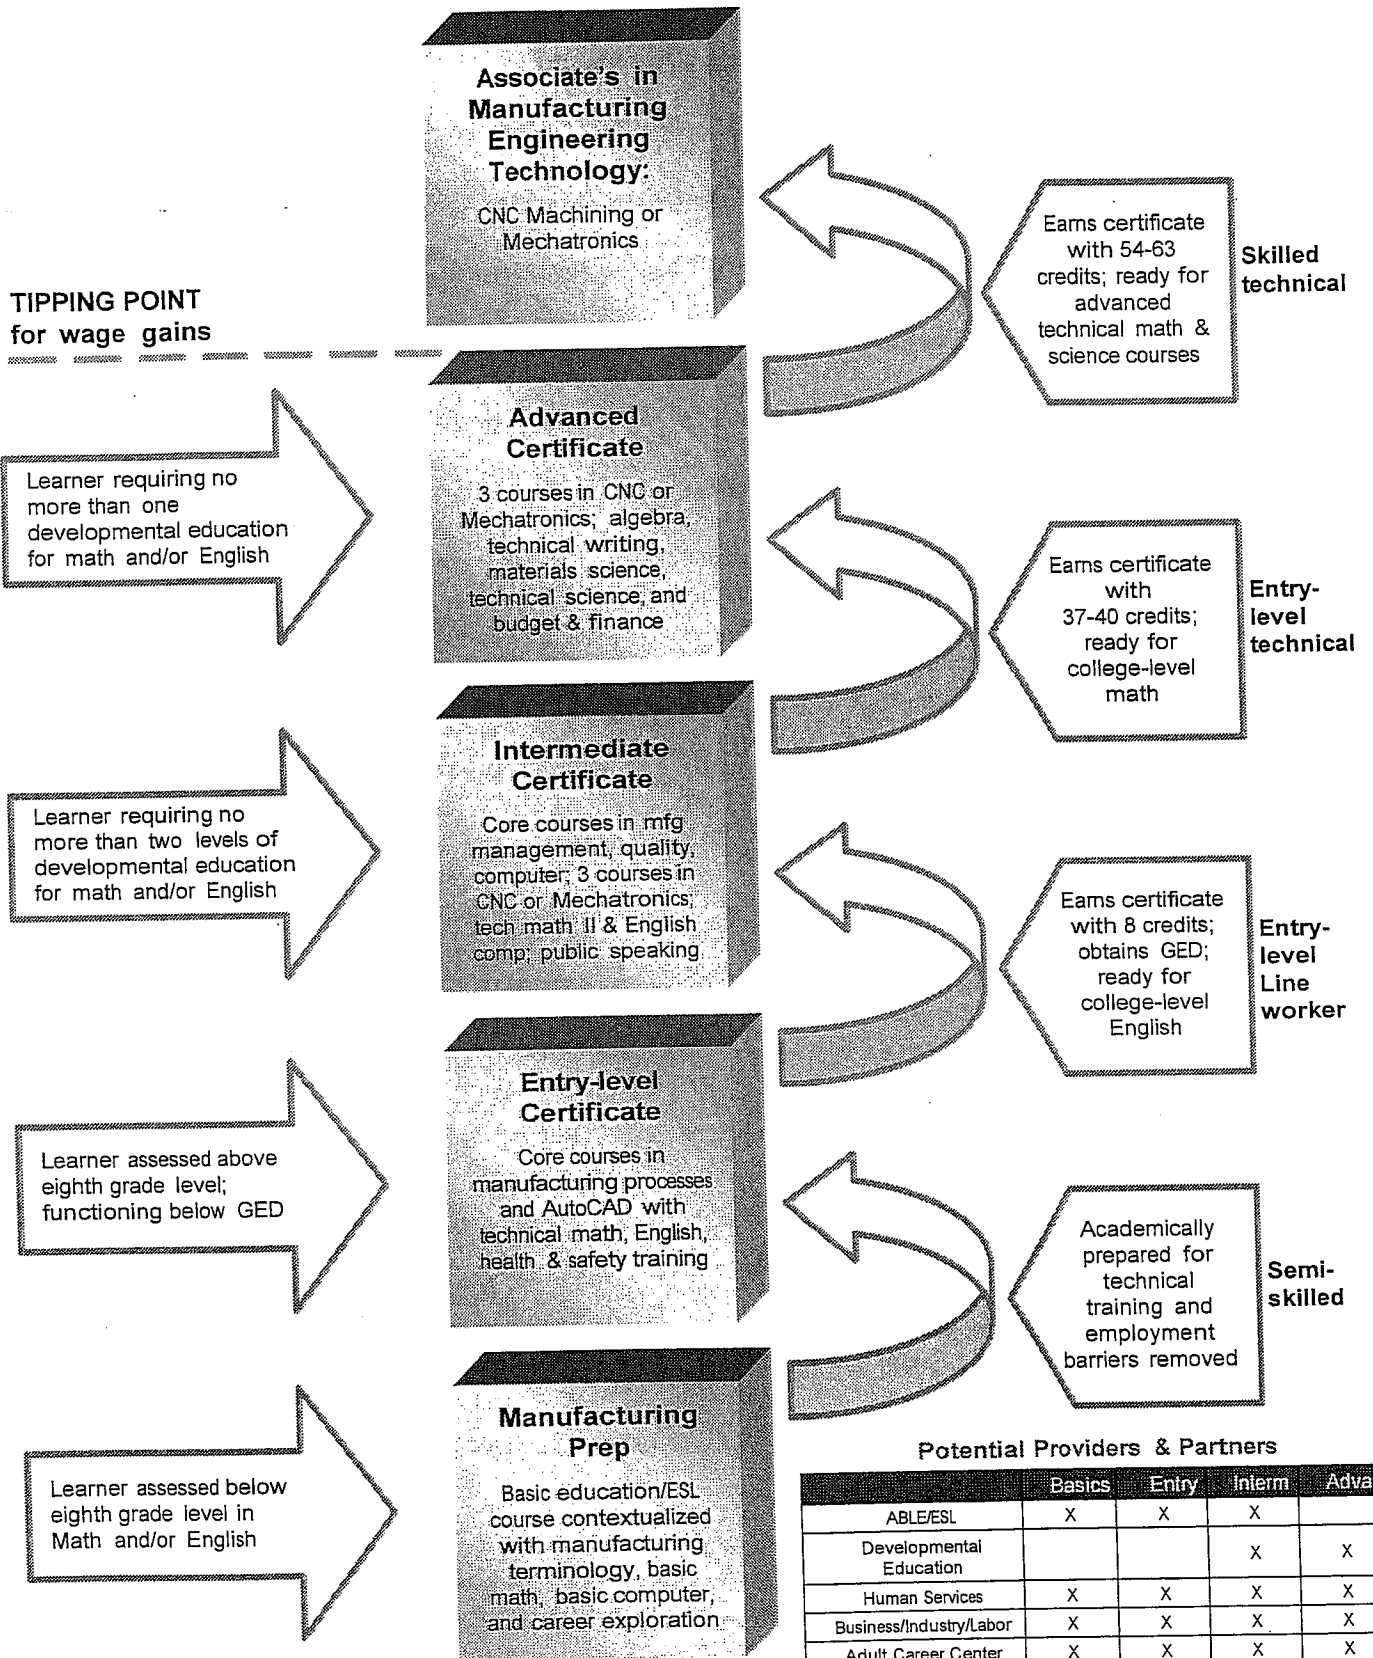 Associate's in
Manufacturing
Engineering
Technology:
CNC Machining or
Mechatronics
Earns certificate
with 54-63
credits; ready for
advanced
technical math &
science courses
Skilled
technical
TIPPING POINT
for wage gains
Learner requiring no
more than one
developmental education
for math and/or English
Advanced
Certificate
3 courses in CNC or
Mechatronics; algebra,
technical writing,
materials science,
technical science, and
budget & finance
Earns certificate
with
37-40 credits;
ready for
college-level
math
Entry-
level
technical
Learner requiring no
more than two levels of
developmental education
for math and/or English
Intermediate
Certificate
Core courses in mfg
management, quality,
computer; 3 courses in
CNC or Mechatronics;
tech math II & English
comp; public speaking
Earns certificate
with 8 credits;
obtains GED;
ready for
college-level
English
Entry-
level
Line
worker
Learner assessed above
eighth grade level;
functioning below GED
Entry-level
Certificate
Core courses in
manufacturing processes
and AutoCAD with
technical math, English,
health & safety training
Academically
prepared for
technical
training and
employment
barriers removed
Semi-
skilled
Learner assessed below
eighth grade level in
Math and/or English
Manufacturing
Prep
Basic education/ESL
course contextualized
with manufacturing
terminology, basic
math, basic computer,
and career exploration
Potential Providers & Partners
Basics Entry Interm Adva
ABLE/ESL X X X
Developmental
Education X X
Human Services X X X X
Business/Industry/Labor X X X X
Adult Career Center X X X X